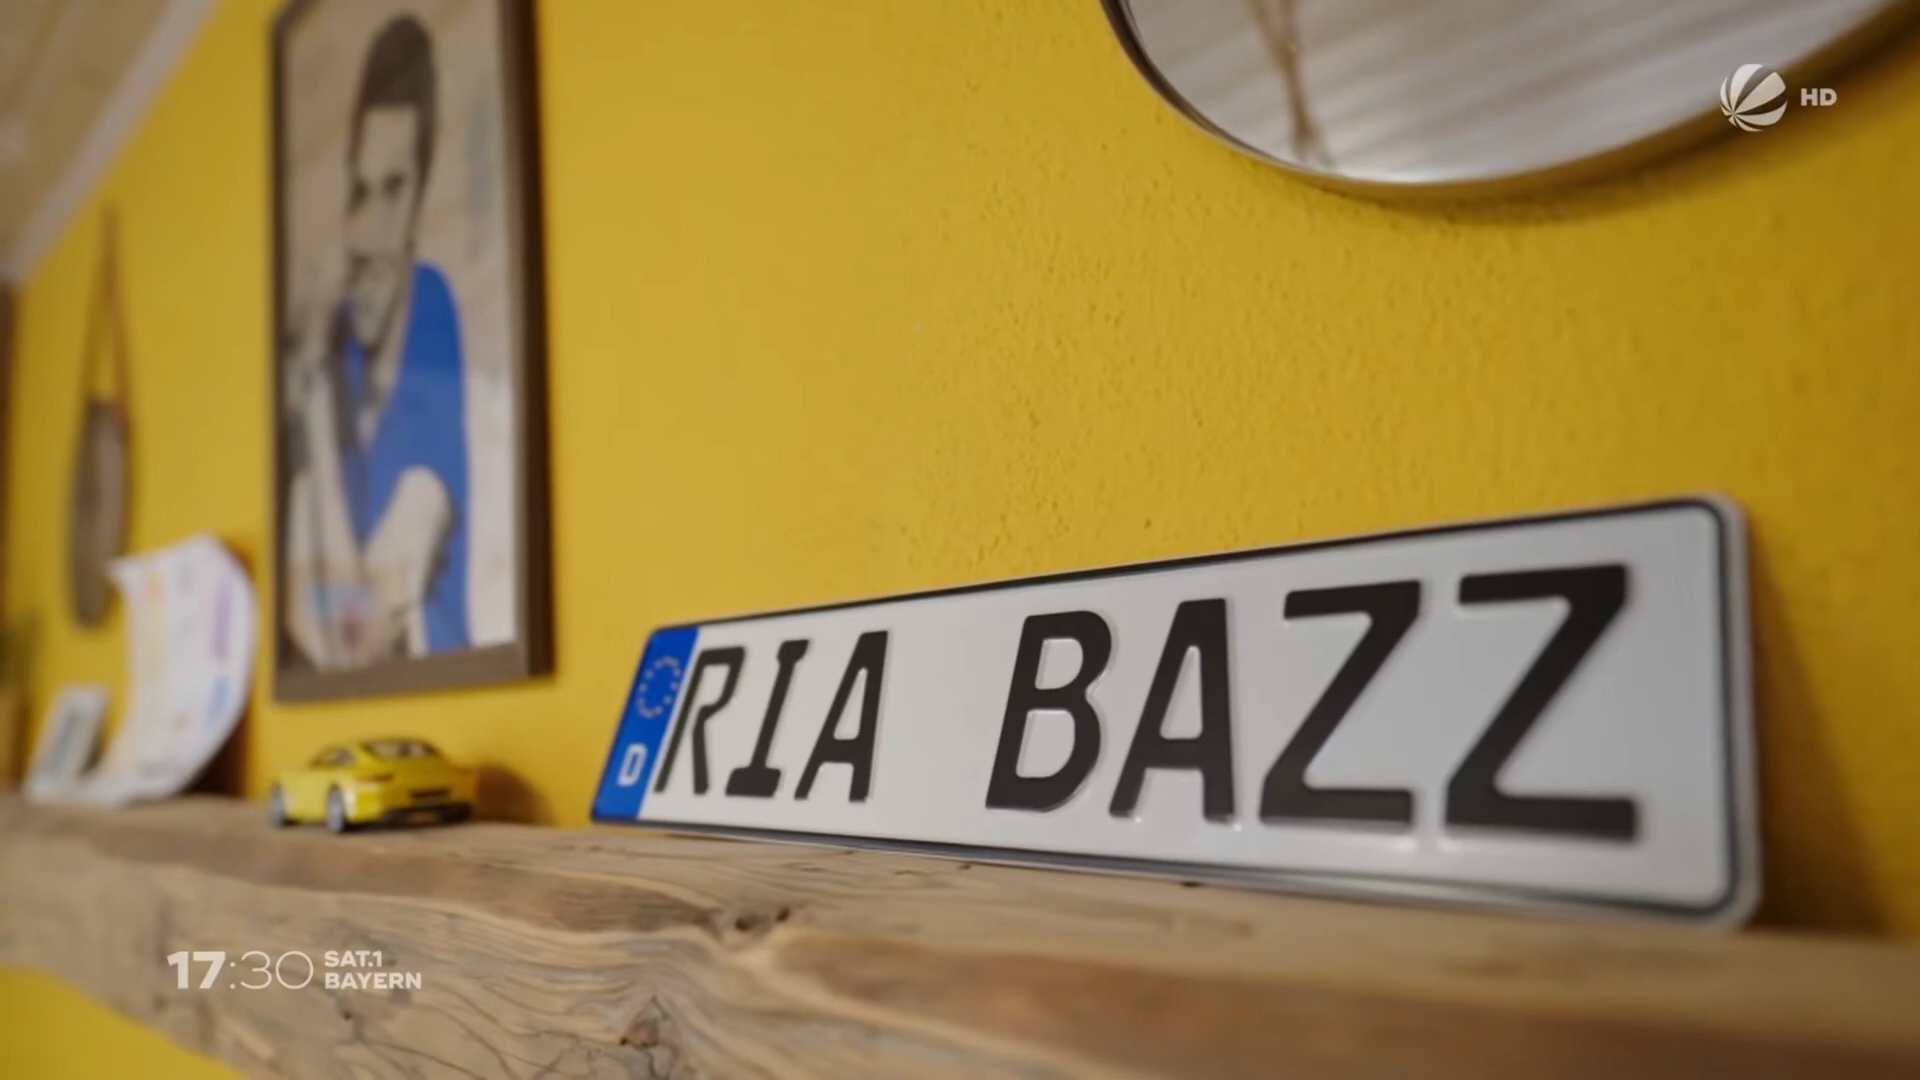 HD
D
RIA BAZZ
17:30 SAT.1
BAYERN